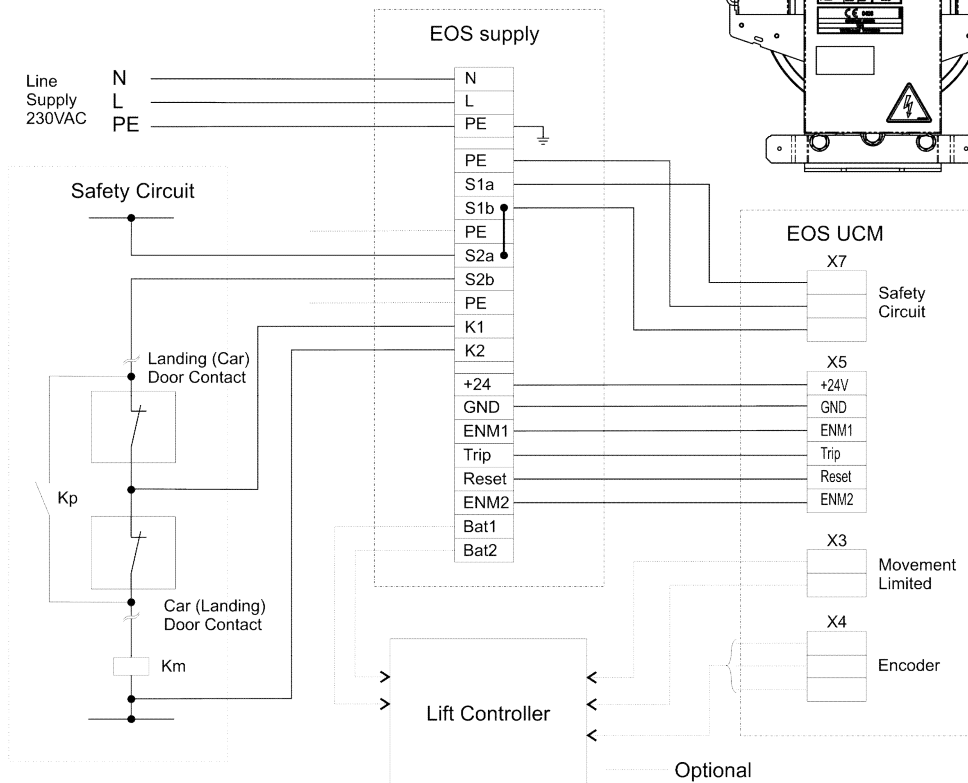 EOS supply
Line
Supply
230VAC
N
L
PE
N
L
PE
PE
S1a
S1b
PE
S2a
S2b
PE
K1
K2
+24
GND
ENM1
Trip
Reset
ENM2
Bat1
Bat2
Safety Circuit
Landing (Car)
Door Contact
Kp
Car (Landing)
Door Contact
Km
EOS UCM
X7
Safety
Circuit
X5
+24V
GND
ENM1
Trip
Reset
ENM2
X3
Movement
Limited
X4
Encoder
Lift Controller
Optional
CE